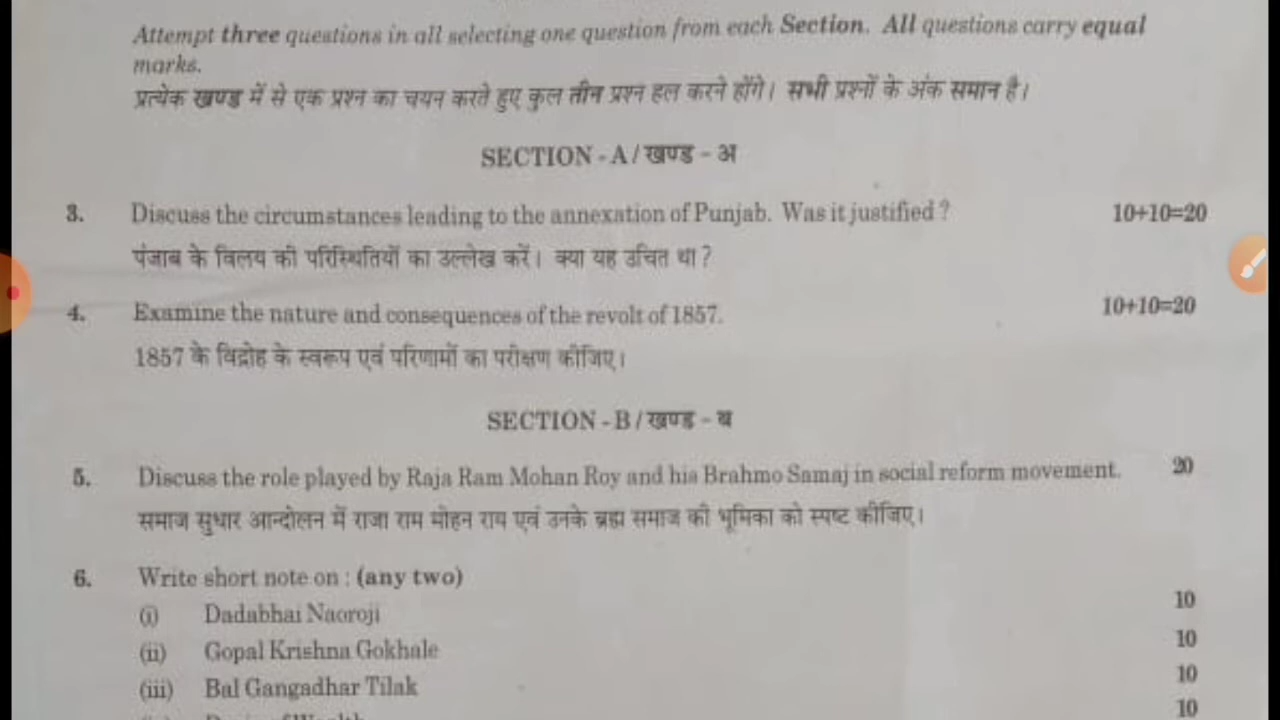 Attempt three questions in all selecting one question from each Section. All questions carry equal
marks.
प्रत्येक खण्ड में से एक प्रश्न का चयन करते हुए कुल तीन प्रश्न हल करने होंगे। सभी प्रश्नों के अंक समान है।
SECTION - A / खण्ड - अ
3. Discuss the circumstances leading to the annexation of Punjab. Was it justified ? 10+10=20
पंजाब के विलय की परिस्थितियों का उल्लेख करें। क्या यह उचित था ?
4. Examine the nature and consequences of the revolt of 1857. 10+10=20
1857 के विद्रोह के स्वरूप एवं परिणामों का परीक्षण कीजिए।
SECTION - B / खण्ड - ब
5. Discuss the role played by Raja Ram Mohan Roy and his Brahmo Samaj in social reform movement. 20
समाज सुधार आन्दोलन में राजा राम मोहन राय एवं उनके ब्रह्म समाज की भूमिका को स्पष्ट कीजिए।
6. Write short note on : (any two)
(i) Dadabhai Naoroji 10
(ii) Gopal Krishna Gokhale 10
(iii) Bal Gangadhar Tilak 10
10